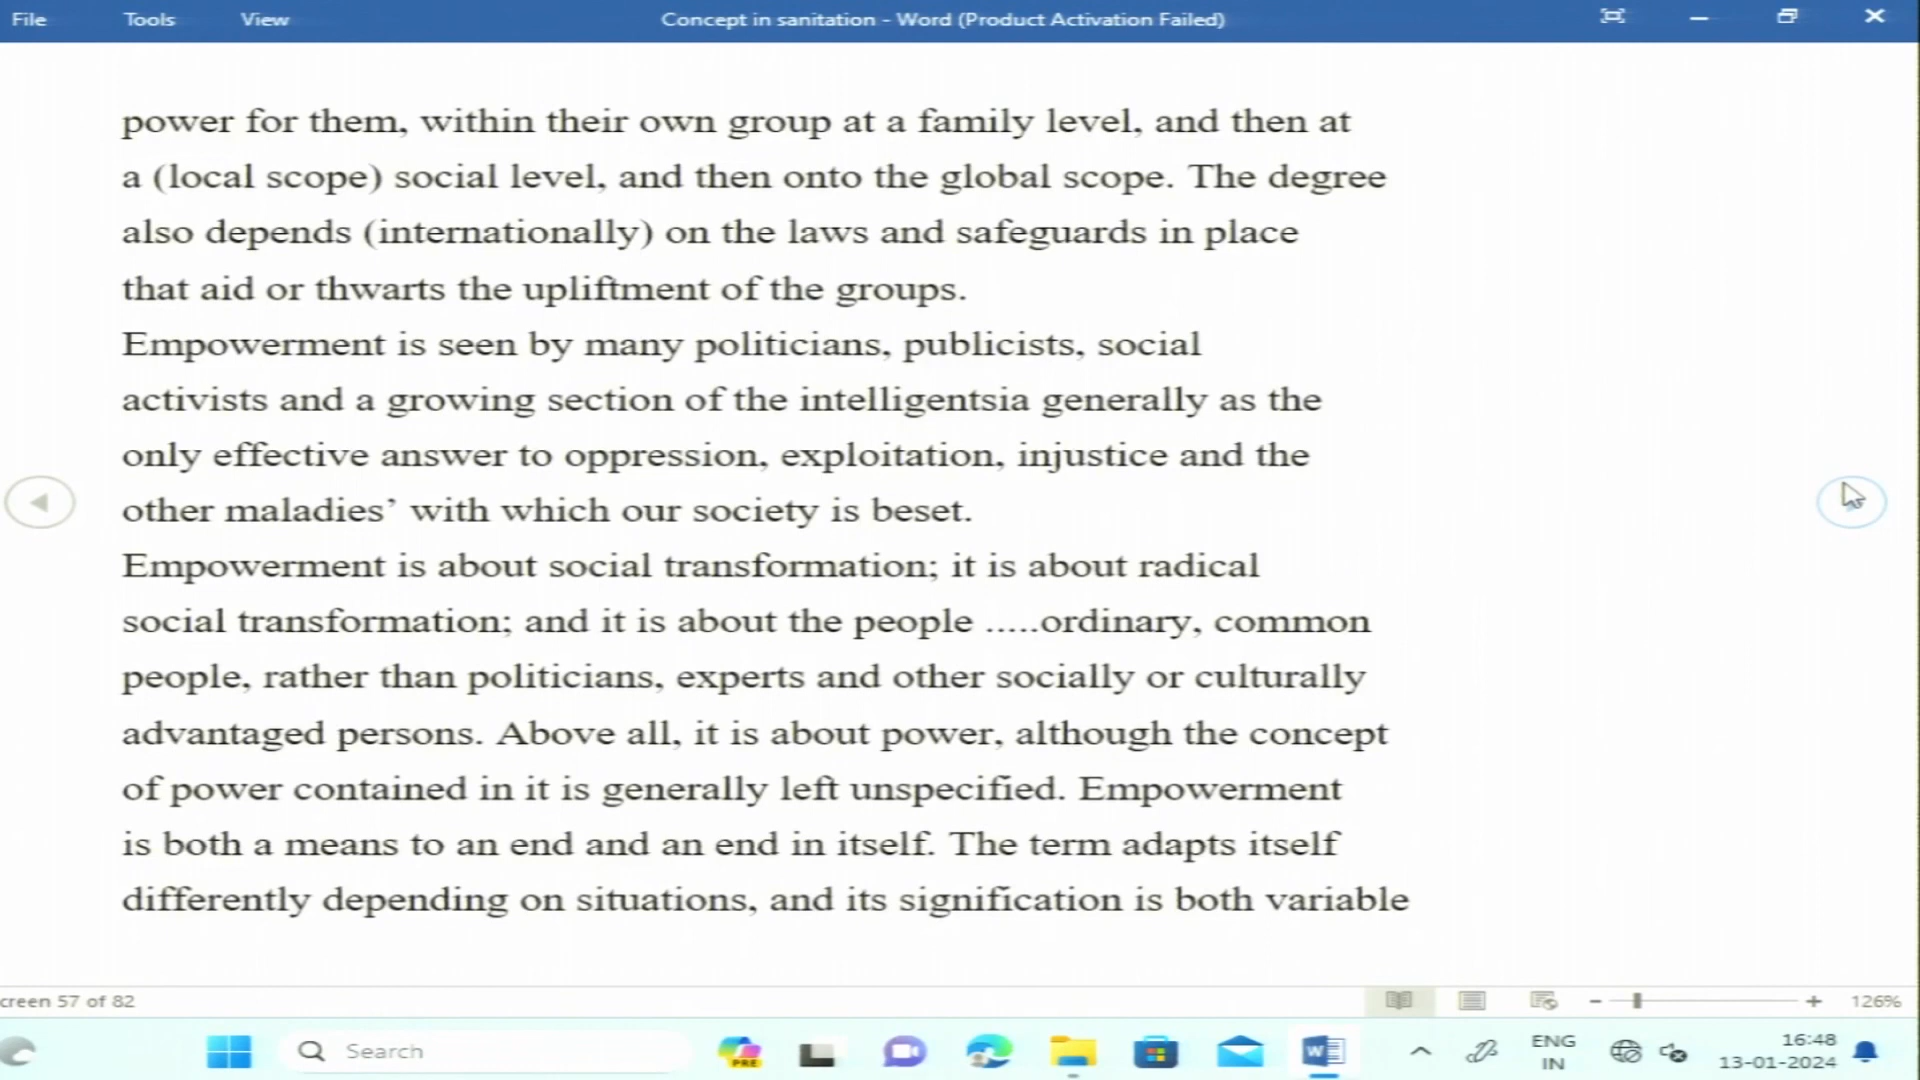 File Tools View Concept in sanitation - Word (Product Activation Failed)
power for them, within their own group at a family level, and then at
a (local scope) social level, and then onto the global scope. The degree
also depends (internationally) on the laws and safeguards in place
that aid or thwarts the upliftment of the groups.
Empowerment is seen by many politicians, publicists, social
activists and a growing section of the intelligentsia generally as the
only effective answer to oppression, exploitation, injustice and the
other maladies’ with which our society is beset.
Empowerment is about social transformation; it is about radical
social transformation; and it is about the people .....ordinary, common
people, rather than politicians, experts and other socially or culturally
advantaged persons. Above all, it is about power, although the concept
of power contained in it is generally left unspecified. Empowerment
is both a means to an end and an end in itself. The term adapts itself
differently depending on situations, and its signification is both variable
creen 57 of 82 126%
Search PRE ENG 16:48
IN 13-01-2024